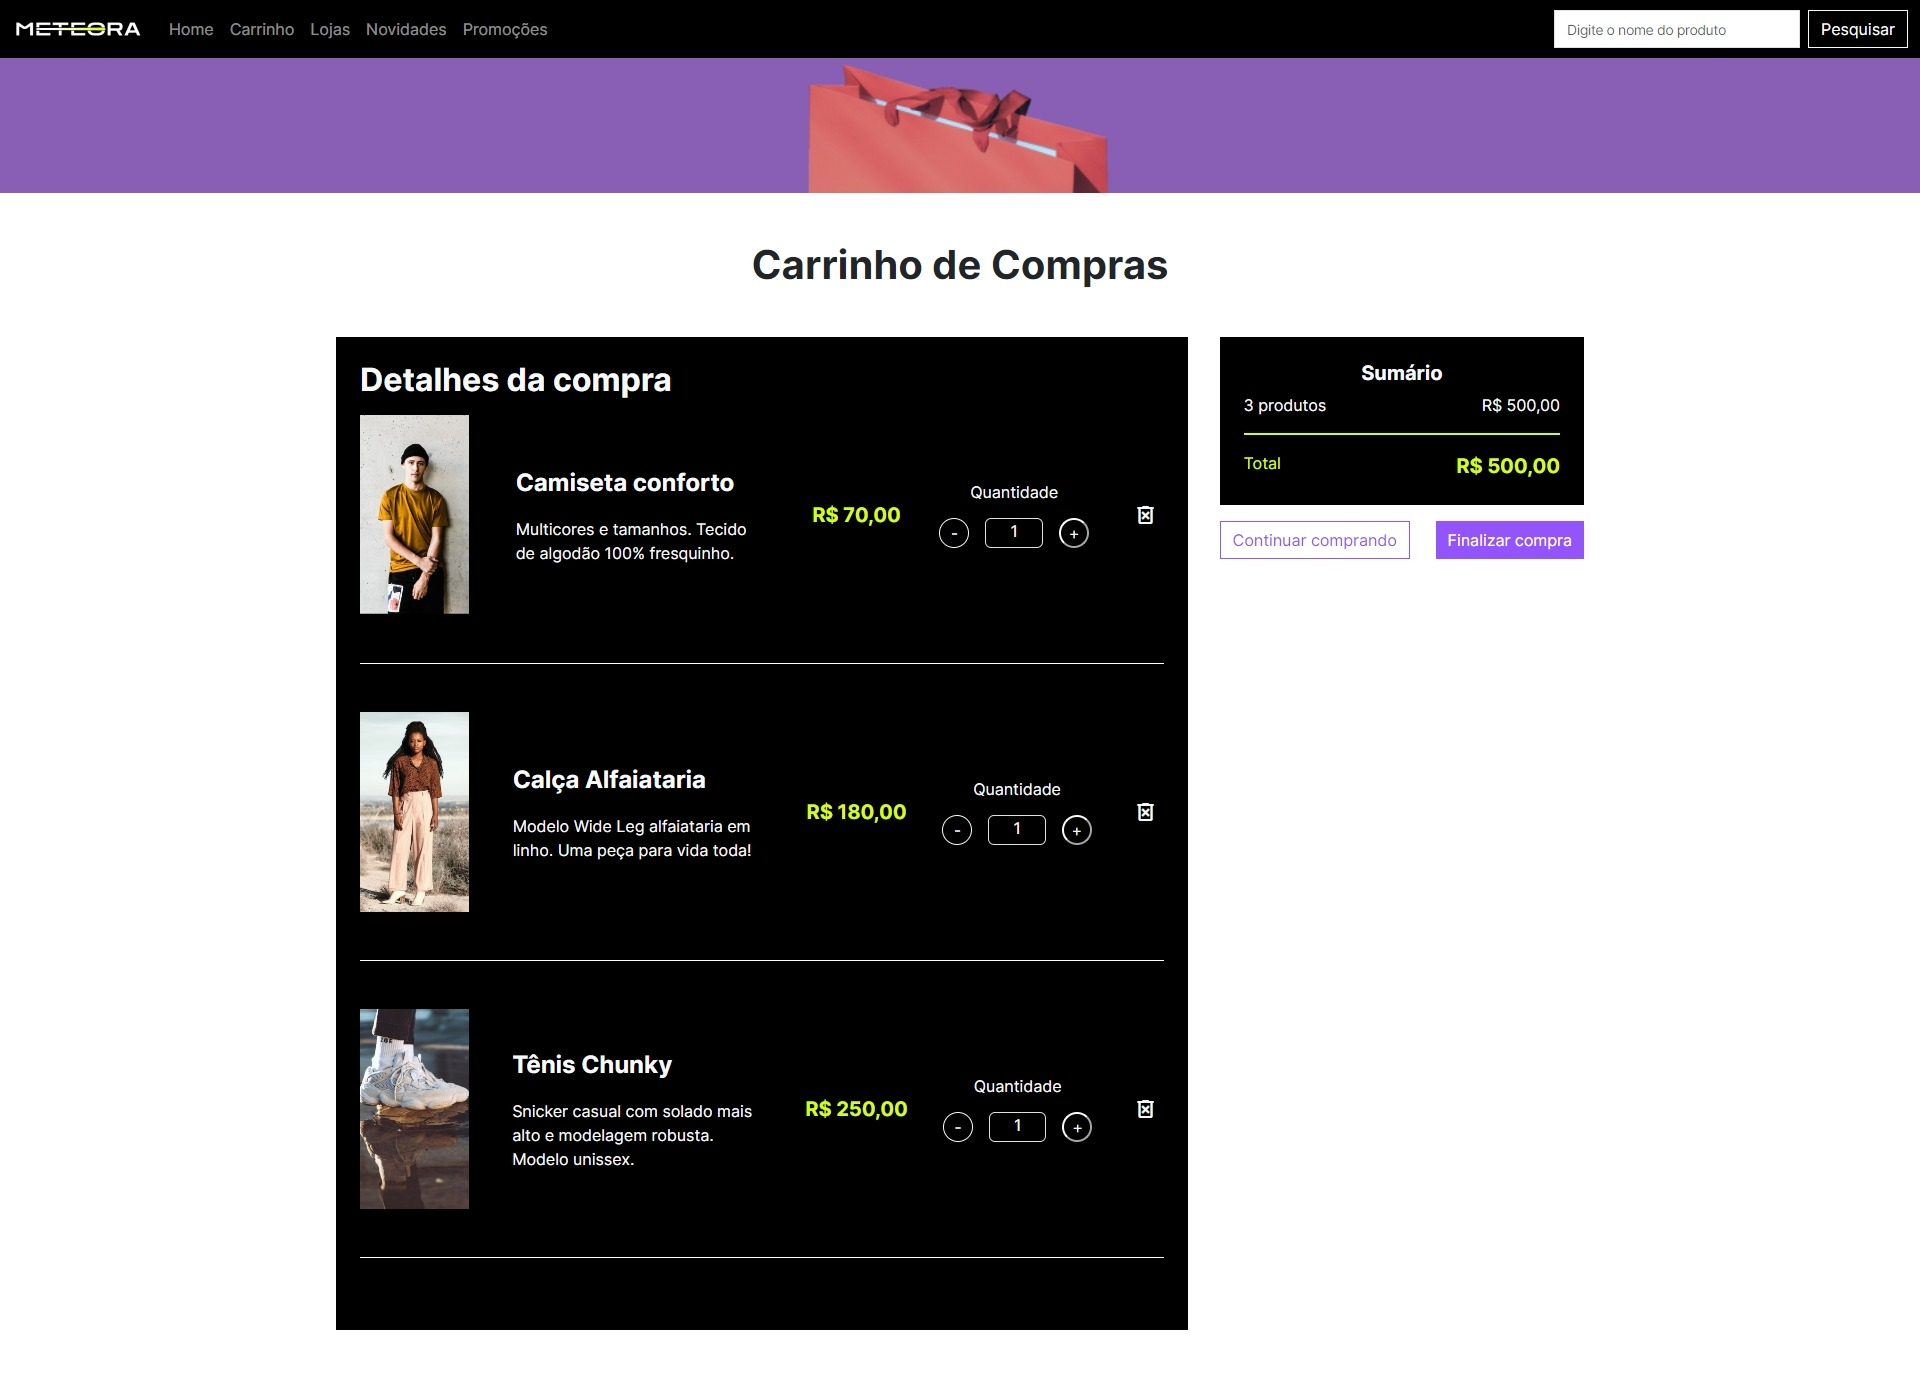 METEORA
Home Carrinho Lojas Novidades Promoções
Digite o nome do produto
Pesquisar
Carrinho de Compras
Detalhes da compra
Camiseta conforto
Multicores e tamanhos. Tecido
de algodão 100% fresquinho.
R$ 70,00
Quantidade
- 1 +
Calça Alfaiataria
Modelo Wide Leg alfaiataria em
linho. Uma peça para vida toda!
R$ 180,00
Quantidade
- 1 +
Tênis Chunky
Snicker casual com solado mais
alto e modelagem robusta.
Modelo unissex.
R$ 250,00
Quantidade
- 1 +
Sumário
3 produtos R$ 500,00
Total R$ 500,00
Continuar comprando
Finalizar compra